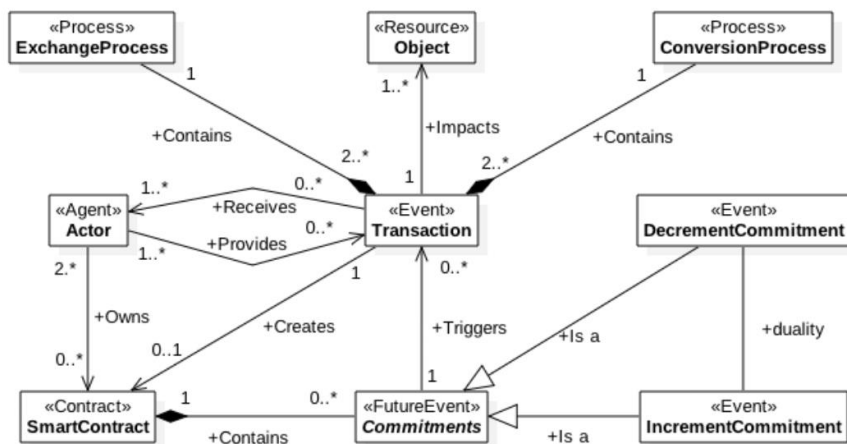 «Process»
ExchangeProcess
«Resource»
Object
«Process»
ConversionProcess
1
1..*
1
+Contains
+Impacts
+Contains
2..*
2..*
1
1..*
0..*
«Agent»
Actor
+Receives
+Provides
0..*
1..*
«Event»
Transaction
«Event»
DecrementCommitment
2.*
1
0..*
+Owns
+Creates
+Triggers
+Is a
+duality
0..*
0..1
1
«Contract»
SmartContract
1
0..*
+Contains
«FutureEvent»
Commitments
+Is a
«Event»
IncrementCommitment